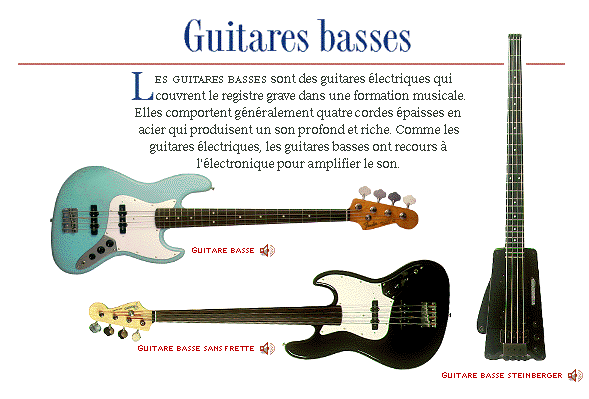 Guitares basses
LES GUITARES BASSES sont des guitares électriques qui
couvrent le registre grave dans une formation musicale.
Elles comportent généralement quatre cordes épaisses en
acier qui produisent un son profond et riche. Comme les
guitares électriques, les guitares basses ont recours à
l'électronique pour amplifier le son.
GUITARE BASSE
GUITARE BASSE SANS FRETTE
GUITARE BASSE STEINBERGER